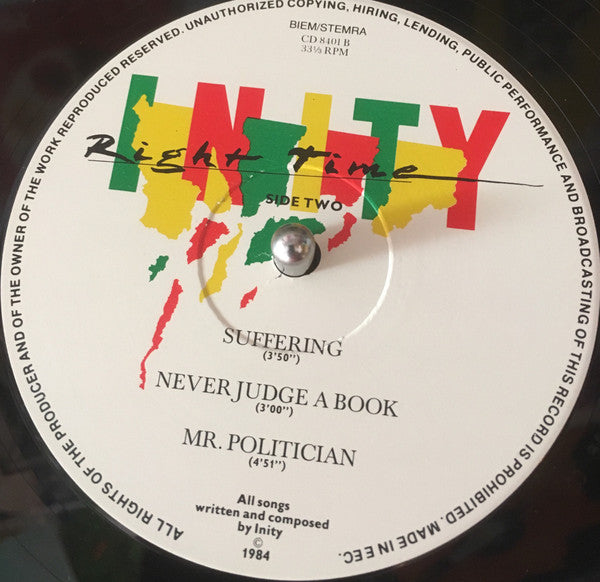 ALL RIGHTS OF THE PRODUCER AND OF THE OWNER OF THE WORK REPRODUCED RESERVED. UNAUTHORIZED COPYING, HIRING, LENDING, PUBLIC PERFORMANCE AND BROADCASTING OF THIS RECORD IS PROHIBITED. MADE IN EEC.
BIEM/STEMRA
CD 8401 B
33⅓ RPM
INITY
Right Time
SIDE TWO
SUFFERING
(3'50")
NEVER JUDGE A BOOK
(3'00")
MR. POLITICIAN
(4'51")
All songs
written and composed
by Inity
©
1984